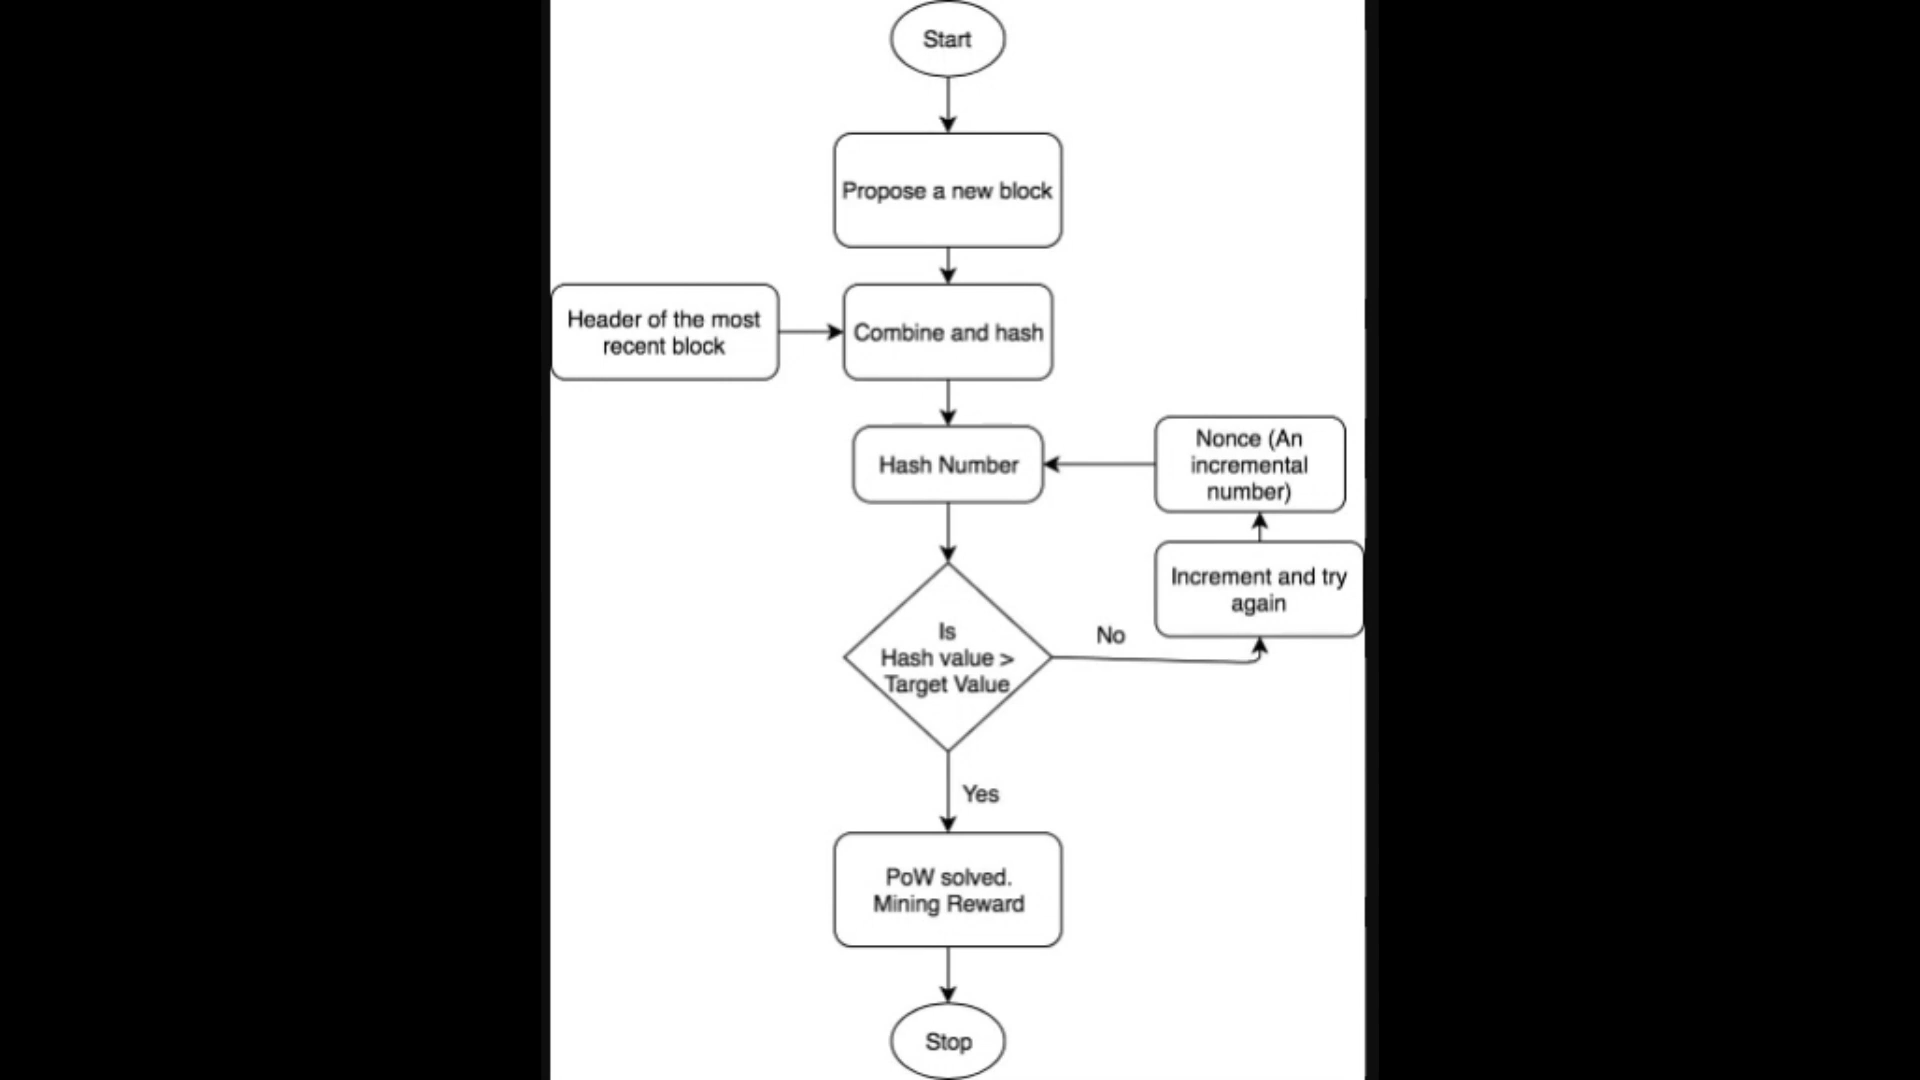 Start
Propose a new block
Header of the most
recent block
Combine and hash
Hash Number
Nonce (An
incremental
number)
Increment and try
again
Is
Hash value >
Target Value
No
Yes
PoW solved.
Mining Reward
Stop